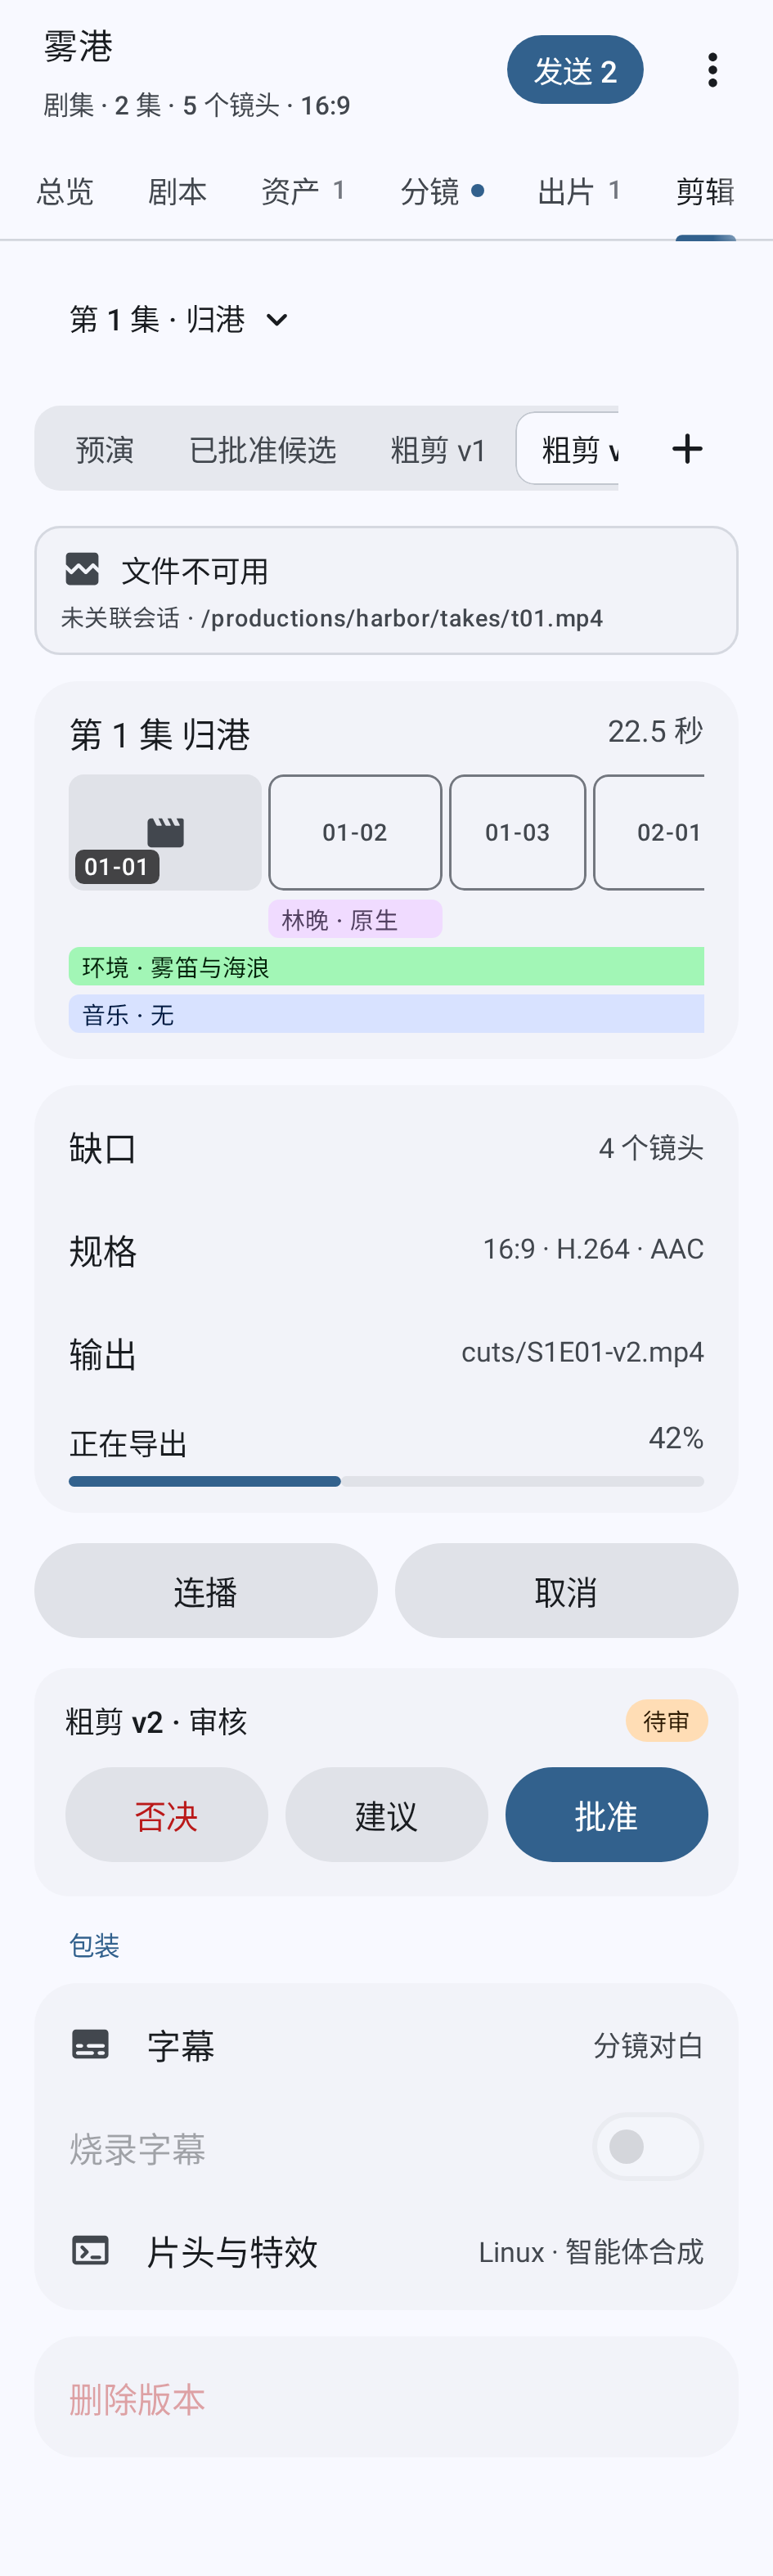 雾港
发送 2
剧集 · 2 集 · 5 个镜头 · 16:9
总览 剧本 资产 1 分镜 出片 1 剪辑
第 1 集 · 归港
预演 已批准候选 粗剪 v1 粗剪 v
文件不可用
未关联会话 · /productions/harbor/takes/t01.mp4
第 1 集 归港 22.5 秒
01-01 01-02 01-03 02-01
林晚 · 原生
环境 · 雾笛与海浪
音乐 · 无
缺口 4 个镜头
规格 16:9 · H.264 · AAC
输出 cuts/S1E01-v2.mp4
正在导出 42%
连播 取消
粗剪 v2 · 审核 待审
否决 建议 批准
包装
字幕 分镜对白
烧录字幕
片头与特效 Linux · 智能体合成
删除版本